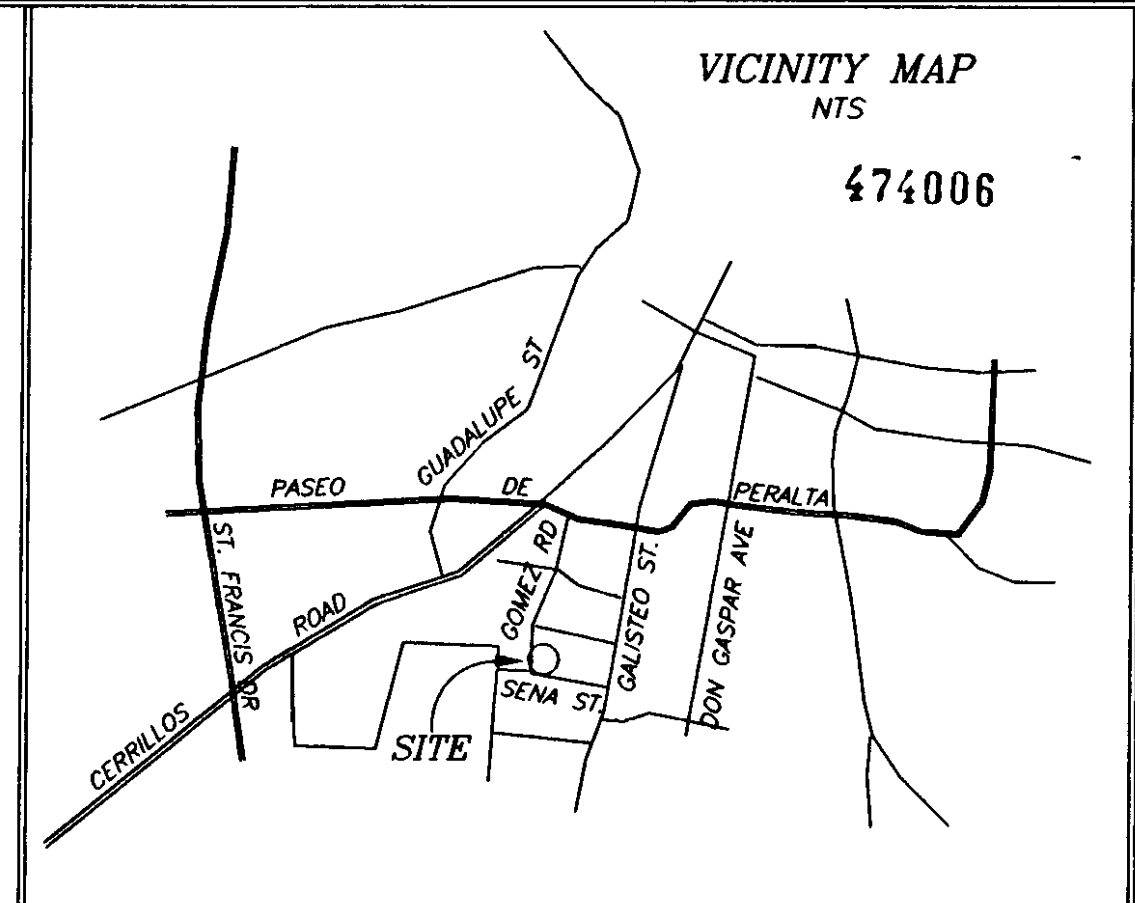 VICINITY MAP
NTS
474006
GUADALUPE ST
PASEO DE PERALTA
ST. FRANCIS DR
GOMEZ RD
GALISTEO ST.
DON GASPAR AVE
CERRILLOS ROAD
SENA ST.
SITE